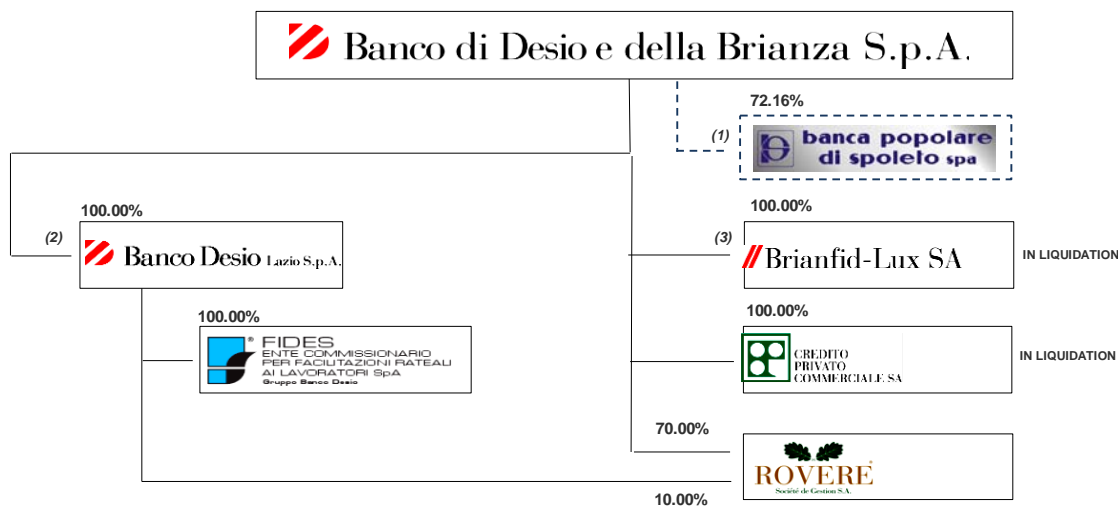 Banco di Desio e della Brianza S.p.A.
72.16%
(1)
banca popolare
di spoleto spa
100.00%
(2)
Banco Desio Lazio S.p.A.
100.00%
(3)
Brianfid-Lux SA
IN LIQUIDATION
100.00%
FIDES
ENTE COMMISSIONARIO
PER FACILITAZIONI RATEALI
AI LAVORATORI SpA
Gruppo Banco Desio
100.00%
CREDITO
PRIVATO
COMMERCIALE SA
IN LIQUIDATION
70.00%
ROVERE
Société de Gestion S.A.
10.00%